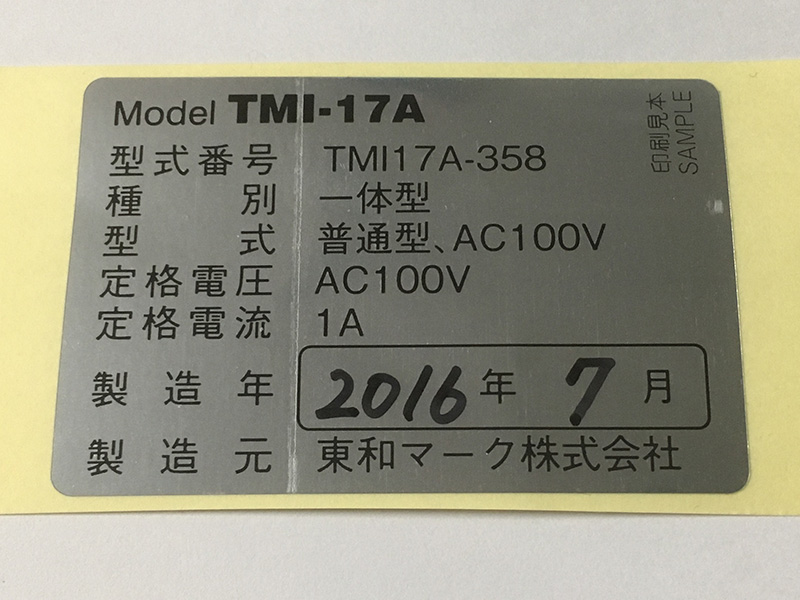 Model TMI-17A
型式番号 TMI17A-358
種別 一体型
型式 普通型、AC100V
定格電圧 AC100V
定格電流 1A
製造年 2016年 7月
製造元 東和マーク株式会社
印刷見本
SAMPLE